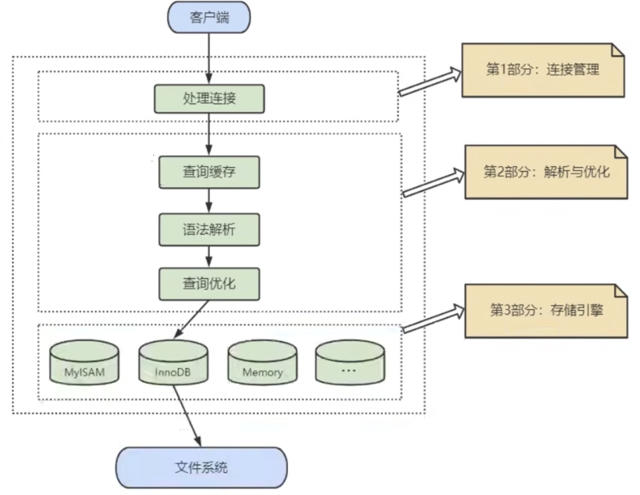 客户端
处理连接
第1部分：连接管理
查询缓存
语法解析
查询优化
第2部分：解析与优化
MyISAM
InnoDB
Memory
...
第3部分：存储引擎
文件系统